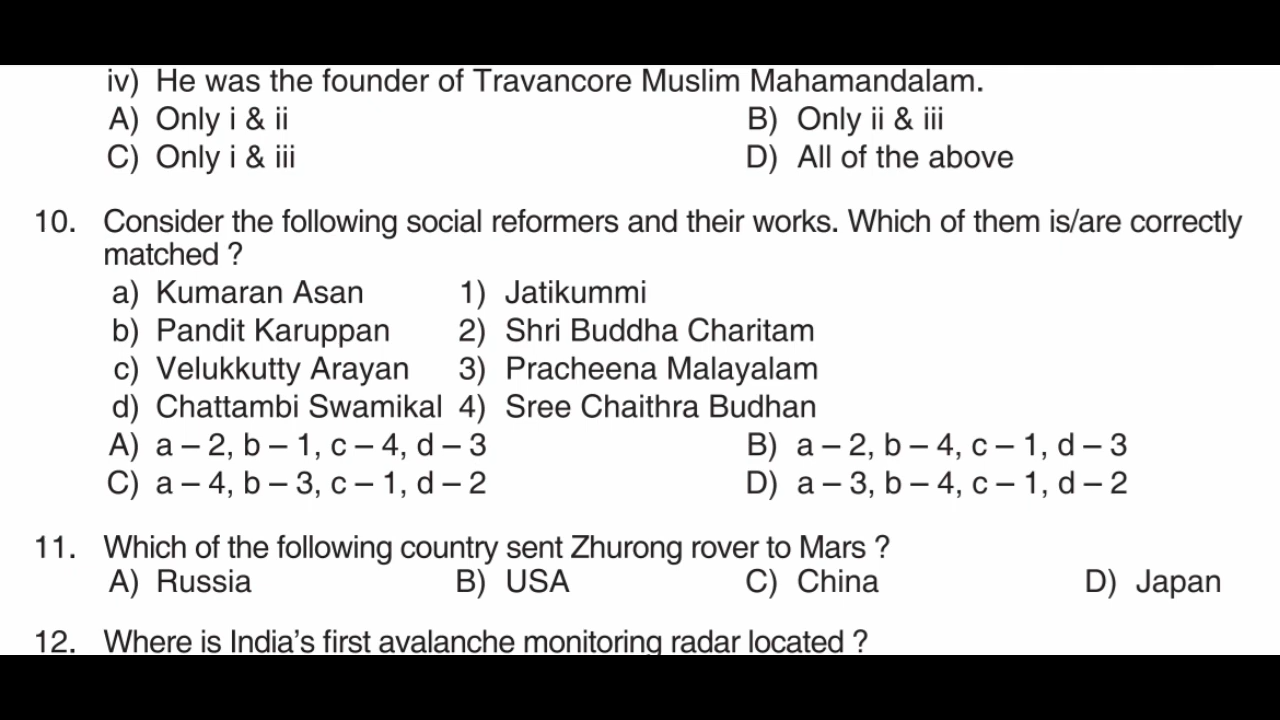 iv) He was the founder of Travancore Muslim Mahamandalam.
A) Only i & ii B) Only ii & iii
C) Only i & iii D) All of the above
10. Consider the following social reformers and their works. Which of them is/are correctly
matched ?
a) Kumaran Asan 1) Jatikummi
b) Pandit Karuppan 2) Shri Buddha Charitam
c) Velukkutty Arayan 3) Pracheena Malayalam
d) Chattambi Swamikal 4) Sree Chaithra Budhan
A) a – 2, b – 1, c – 4, d – 3 B) a – 2, b – 4, c – 1, d – 3
C) a – 4, b – 3, c – 1, d – 2 D) a – 3, b – 4, c – 1, d – 2
11. Which of the following country sent Zhurong rover to Mars ?
A) Russia B) USA C) China D) Japan
12. Where is India's first avalanche monitoring radar located ?